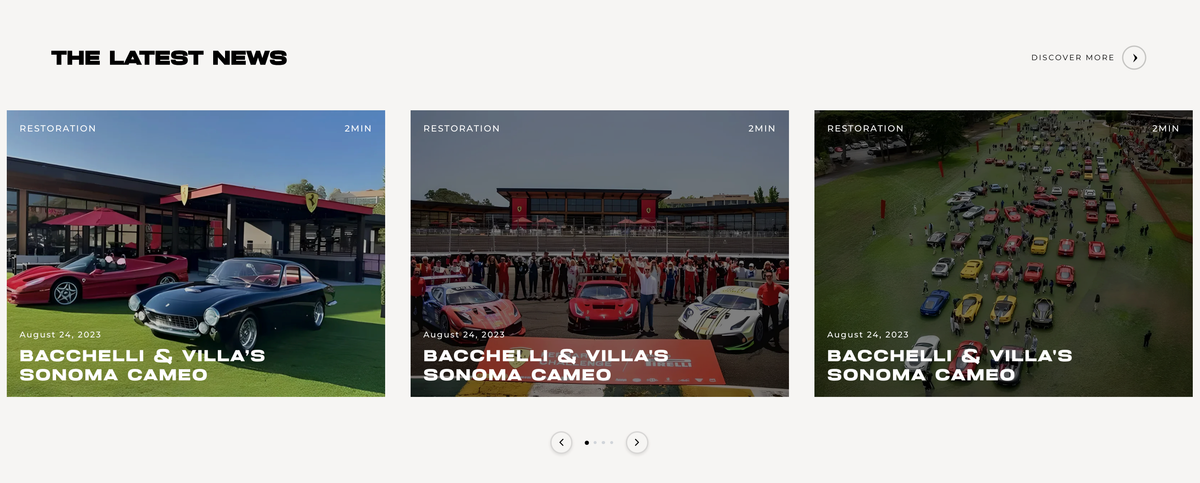 THE LATEST NEWS
DISCOVER MORE
RESTORATION
2MIN
August 24, 2023
BACCHELLI & VILLA'S
SONOMA CAMEO
RESTORATION
2MIN
August 24, 2023
BACCHELLI & VILLA'S
SONOMA CAMEO
PIRELLI
RESTORATION
2MIN
August 24, 2023
BACCHELLI & VILLA'S
SONOMA CAMEO